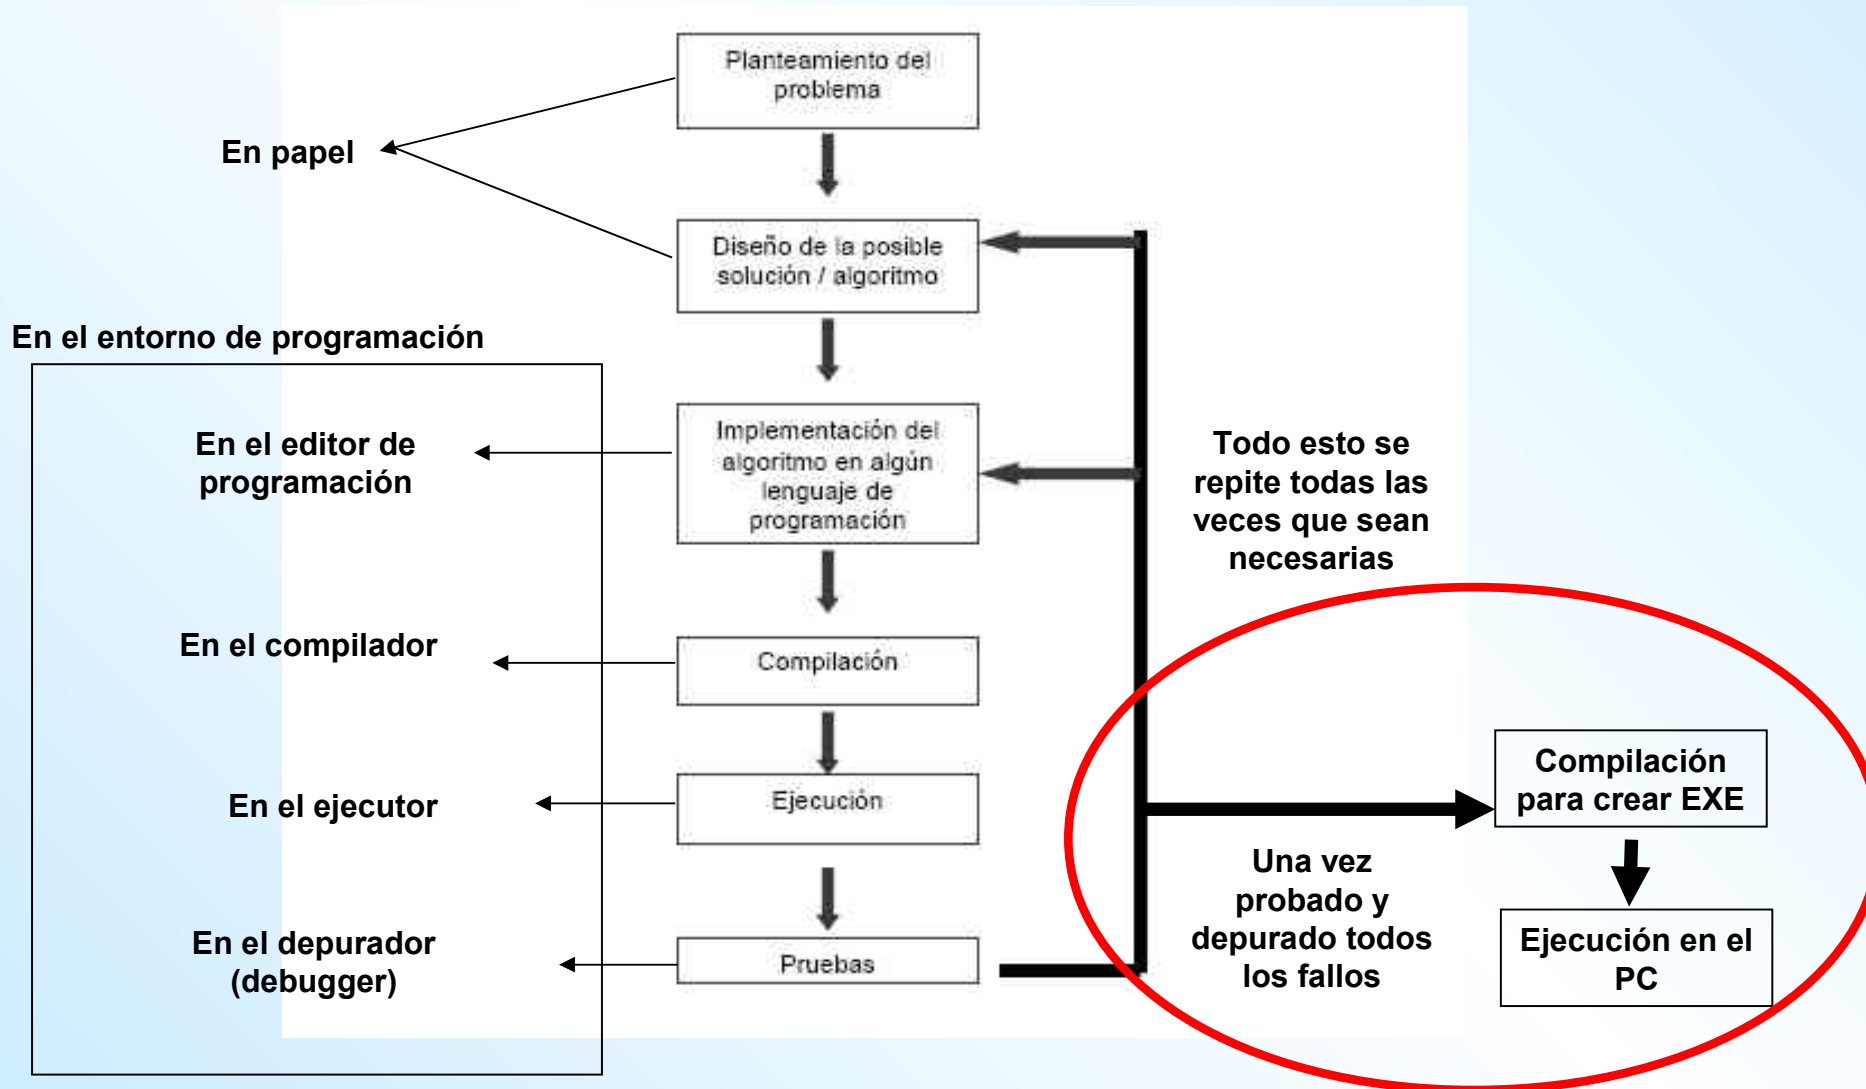 Planteamiento del
problema
En papel
Diseño de la posible
solución / algoritmo
En el entorno de programación
En el editor de
programación
Implementación del
algoritmo en algún
lenguaje de
programación
Todo esto se
repite todas las
veces que sean
necesarias
En el compilador
Compilación
En el ejecutor
Ejecución
Compilación
para crear EXE
Una vez
probado y
depurado todos
los fallos
En el depurador
(debugger)
Pruebas
Ejecución en el
PC